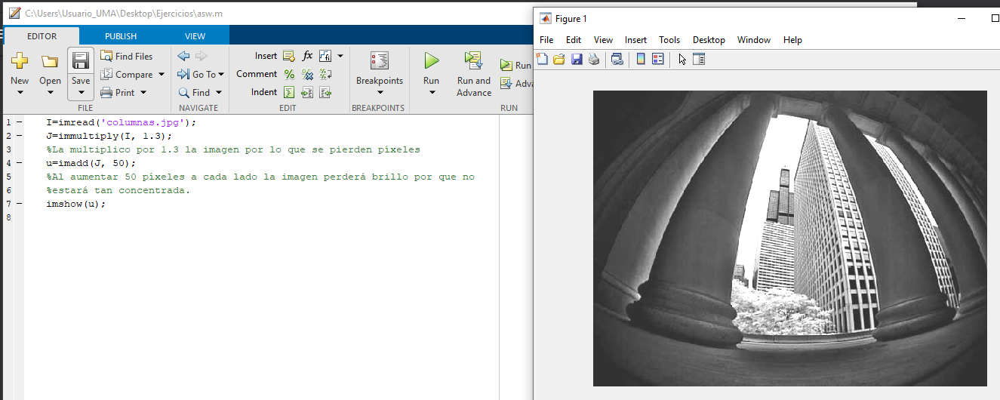 C:\Users\Usuario_UMA\Desktop\Ejercicios\asw.m
EDITOR PUBLISH VIEW
New Open Save
Find Files
Compare
Print
FILE
Go To
Find
NAVIGATE
Insert fx
Comment % %
Indent
EDIT
Breakpoints
BREAKPOINTS
Run
Run and
Advance
Run
Adva
RUN
1 – I=imread('columnas.jpg');
2 – J=immultiply(I, 1.3);
3 %La multiplico por 1.3 la imagen por lo que se pierden píxeles
4 – u=imadd(J, 50);
5 %Al aumentar 50 píxeles a cada lado la imagen perderá brillo por que no
6 %estará tan concentrada.
7 – imshow(u);
8
Figure 1
File Edit View Insert Tools Desktop Window Help